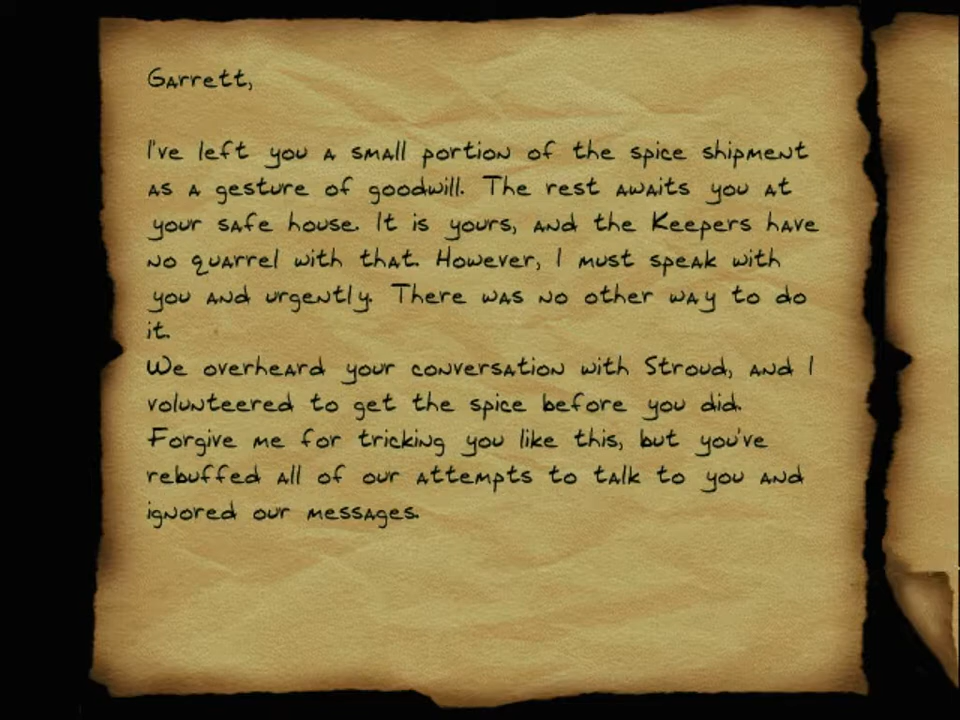 Garrett,
I've left you a small portion of the spice shipment
as a gesture of goodwill. The rest awaits you at
your safe house. It is yours, and the Keepers have
no quarrel with that. However, I must speak with
you and urgently. There was no other way to do
it.
We overheard your conversation with Stroud, and I
volunteered to get the spice before you did.
Forgive me for tricking you like this, but you've
rebuffed all of our attempts to talk to you and
ignored our messages.